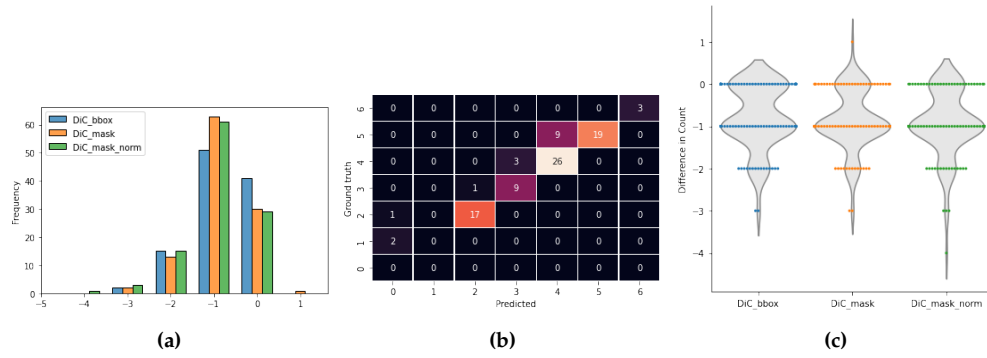 DiC_bbox
DiC_mask
DiC_mask_norm
Frequency
60
50
40
30
20
10
0
−5 −4 −3 −2 −1 0 1
(a)
Ground truth
6 0 0 0 0 0 0 3
5 0 0 0 0 9 19 0
4 0 0 0 3 26 0 0
3 0 0 1 9 0 0 0
2 1 0 17 0 0 0 0
1 2 0 0 0 0 0 0
0 0 0 0 0 0 0 0
0 1 2 3 4 5 6
Predicted
(b)
Difference in Count
1
0
−1
−2
−3
−4
DiC_bbox DiC_mask DiC_mask_norm
(c)